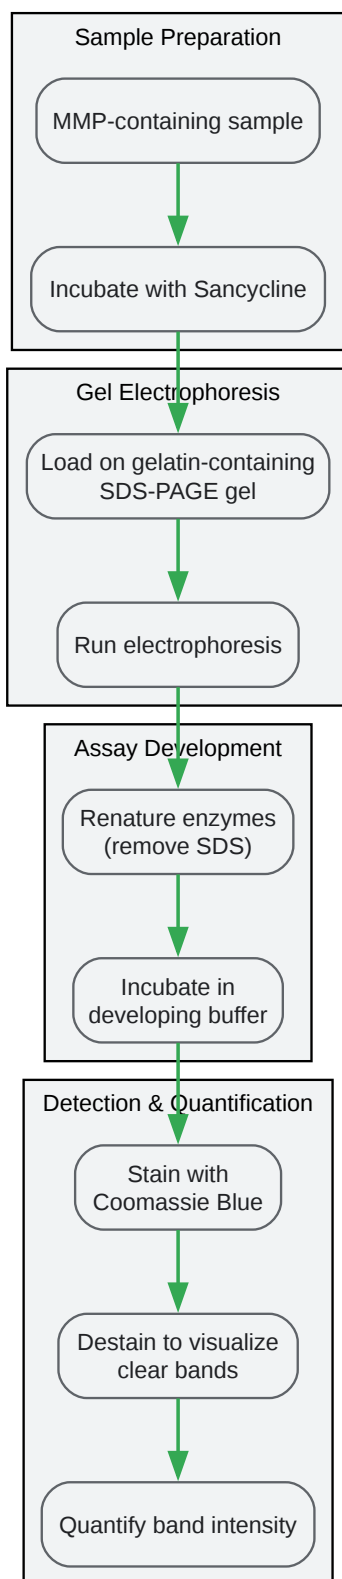 Sample Preparation
MMP-containing sample
Incubate with Sancycline
Gel Electrophoresis
Load on gelatin-containing
SDS-PAGE gel
Run electrophoresis
Assay Development
Renature enzymes
(remove SDS)
Incubate in
developing buffer
Detection & Quantification
Stain with
Coomassie Blue
Destain to visualize
clear bands
Quantify band intensity